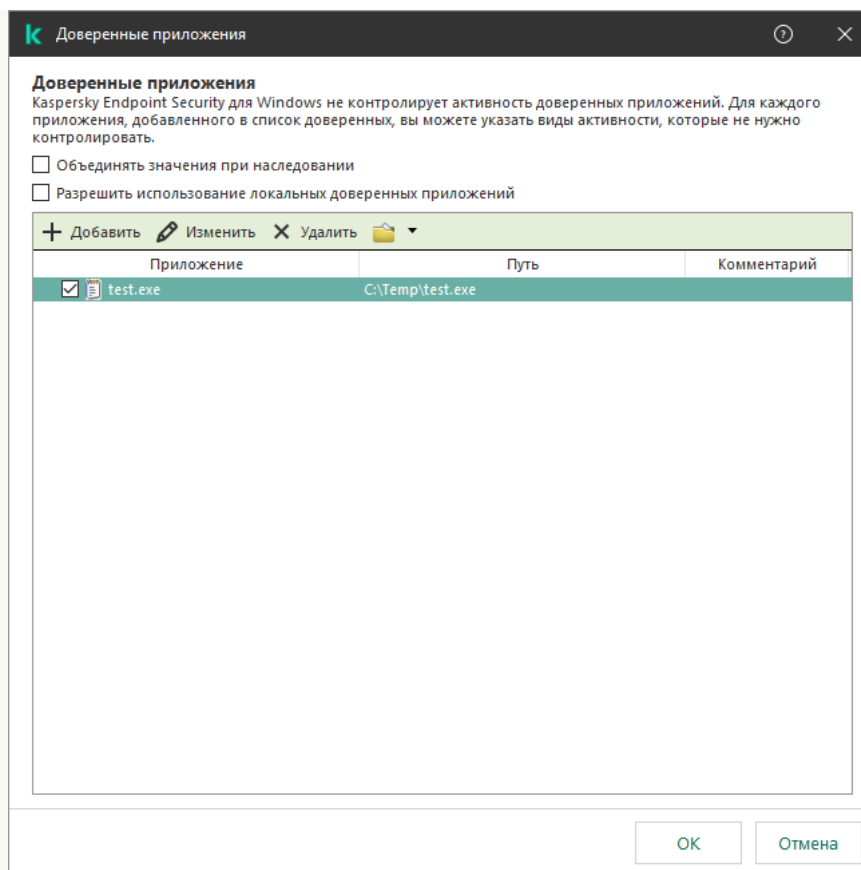 Доверенные приложения
Доверенные приложения
Kaspersky Endpoint Security для Windows не контролирует активность доверенных приложений. Для каждого
приложения, добавленного в список доверенных, вы можете указать виды активности, которые не нужно
контролировать.
Объединять значения при наследовании
Разрешить использование локальных доверенных приложений
Добавить Изменить Удалить
Приложение Путь Комментарий
test.exe C:\Temp\test.exe
ОК Отмена